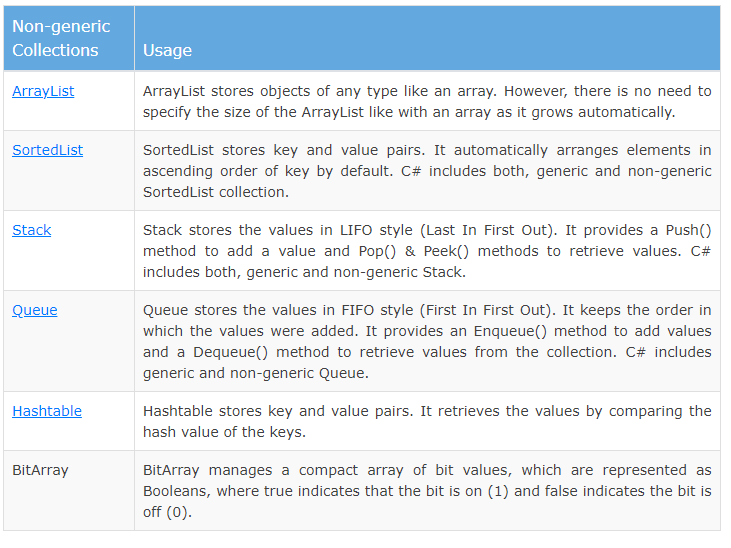 Non-generic
Collections
Usage
ArrayList
ArrayList stores objects of any type like an array. However, there is no need to
specify the size of the ArrayList like with an array as it grows automatically.
SortedList
SortedList stores key and value pairs. It automatically arranges elements in
ascending order of key by default. C# includes both, generic and non-generic
SortedList collection.
Stack
Stack stores the values in LIFO style (Last In First Out). It provides a Push()
method to add a value and Pop() & Peek() methods to retrieve values. C#
includes both, generic and non-generic Stack.
Queue
Queue stores the values in FIFO style (First In First Out). It keeps the order in
which the values were added. It provides an Enqueue() method to add values
and a Dequeue() method to retrieve values from the collection. C# includes
generic and non-generic Queue.
Hashtable
Hashtable stores key and value pairs. It retrieves the values by comparing the
hash value of the keys.
BitArray
BitArray manages a compact array of bit values, which are represented as
Booleans, where true indicates that the bit is on (1) and false indicates the bit is
off (0).